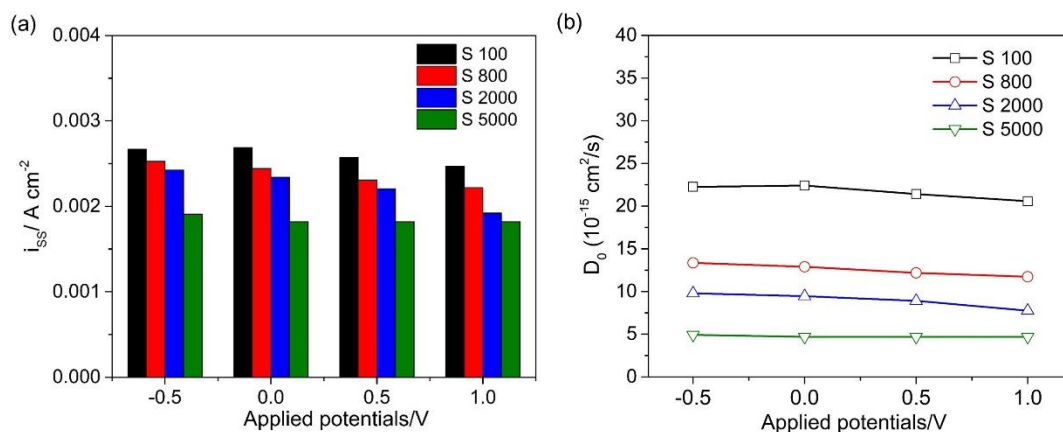 (a)
0.004
0.003
0.002
0.001
0.000
iss/ A cm-2
S 100
S 800
S 2000
S 5000
-0.5 0.0 0.5 1.0
Applied potentials/V
(b)
40
35
30
25
20
15
10
5
0
D0 (10-15 cm2/s)
S 100
S 800
S 2000
S 5000
-0.5 0.0 0.5 1.0
Applied potentials/V